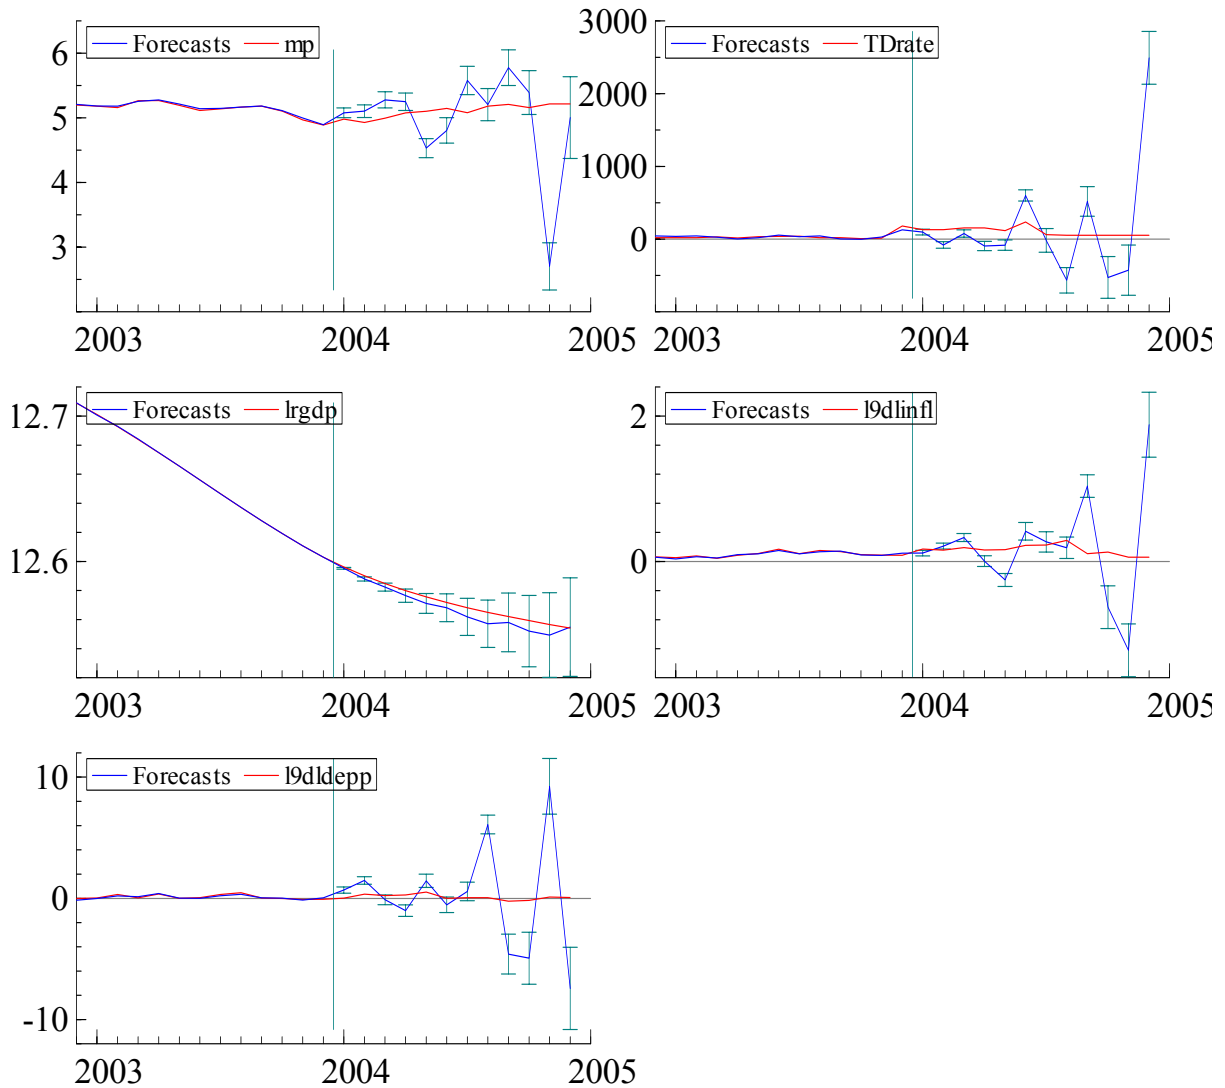 Forecasts mp
6
5
4
3
2003 2004 2005
Forecasts TDrate
3000
2000
1000
0
2003 2004 2005
Forecasts lrgdp
12.7
12.6
2003 2004 2005
Forecasts l9dlinfl
2
0
2003 2004 2005
Forecasts l9dldepp
10
0
-10
2003 2004 2005